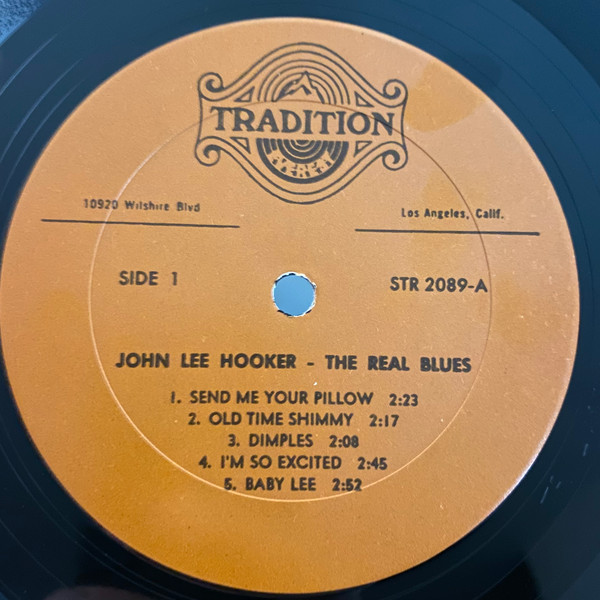 TRADITION
EVEREST
10920 Wilshire Blvd
Los Angeles, Calif.
SIDE 1
STR 2089-A
JOHN LEE HOOKER - THE REAL BLUES
1. SEND ME YOUR PILLOW 2:23
2. OLD TIME SHIMMY 2:17
3. DIMPLES 2:08
4. I'M SO EXCITED 2:45
5. BABY LEE 2:52